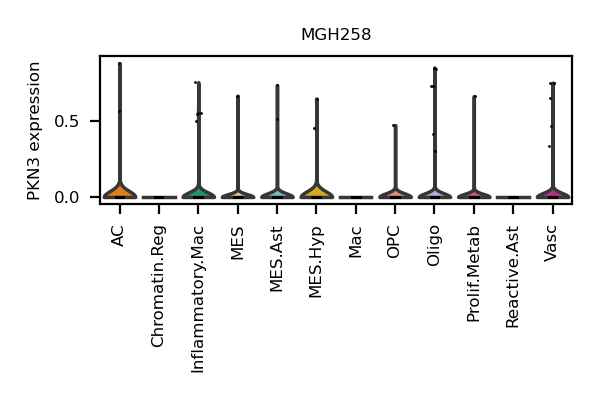 MGH258
PKN3 expression
0.5
0.0
AC
Chromatin.Reg
Inflammatory.Mac
MES
MES.Ast
MES.Hyp
Mac
OPC
Oligo
Prolif.Metab
Reactive.Ast
Vasc